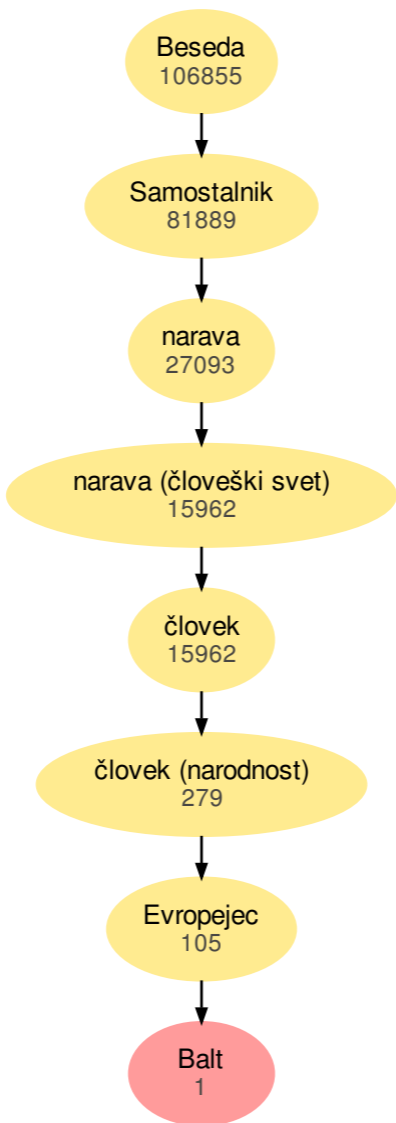 Beseda
106855
Samostalnik
81889
narava
27093
narava (človeški svet)
15962
človek
15962
človek (narodnost)
279
Evropejec
105
Balt
1